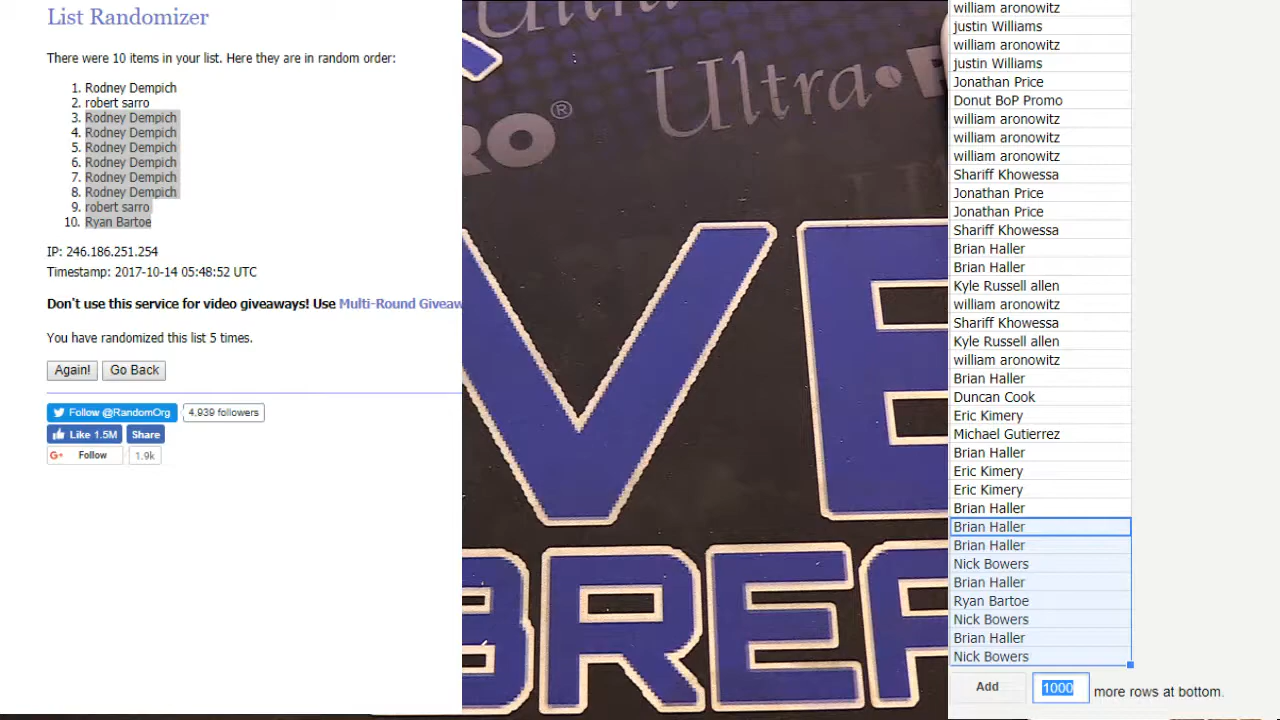 List Randomizer
There were 10 items in your list. Here they are in random order:
1. Rodney Dempich
2. robert sarro
3. Rodney Dempich
4. Rodney Dempich
5. Rodney Dempich
6. Rodney Dempich
7. Rodney Dempich
8. Rodney Dempich
9. robert sarro
10. Ryan Bartoe
IP: 246.186.251.254
Timestamp: 2017-10-14 05:48:52 UTC
Don't use this service for video giveaways! Use Multi-Round Giveaw
You have randomized this list 5 times.
Again! Go Back
Follow @RandomOrg 4,939 followers
Like 1.5M Share
G+ Follow 1.9k
Ultra
Ultra
RO®
VE
BREA
william aronowitz
justin Williams
william aronowitz
justin Williams
Jonathan Price
Donut BoP Promo
william aronowitz
william aronowitz
william aronowitz
Shariff Khowessa
Jonathan Price
Jonathan Price
Shariff Khowessa
Brian Haller
Brian Haller
Kyle Russell allen
william aronowitz
Shariff Khowessa
Kyle Russell allen
william aronowitz
Brian Haller
Duncan Cook
Eric Kimery
Michael Gutierrez
Brian Haller
Eric Kimery
Eric Kimery
Brian Haller
Brian Haller
Brian Haller
Nick Bowers
Brian Haller
Ryan Bartoe
Nick Bowers
Brian Haller
Nick Bowers
Add 1000 more rows at bottom.